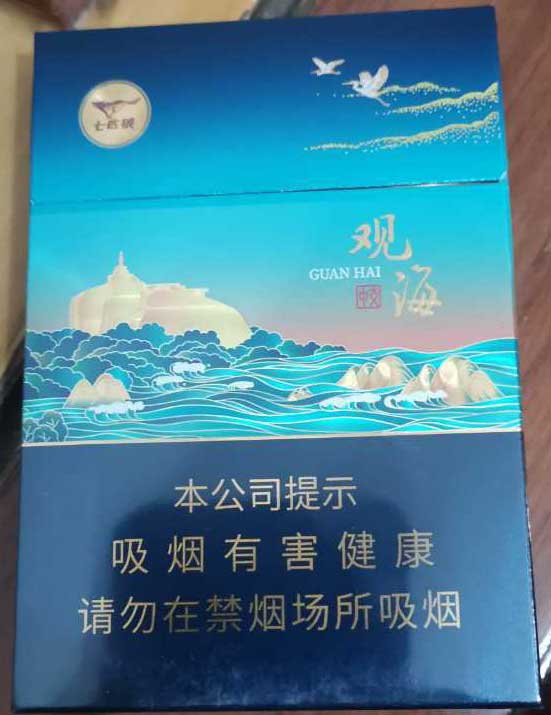 七匹狼
观海
GUAN HAI
本公司提示
吸烟有害健康
请勿在禁烟场所吸烟